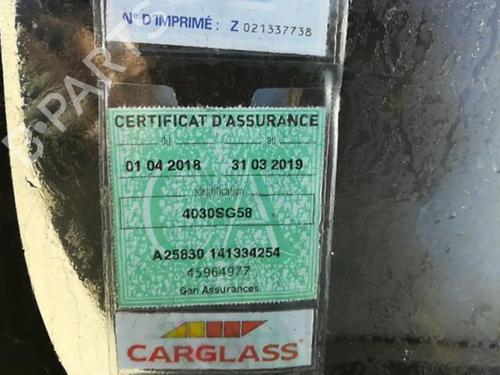 N° D'IMPRIMÉ : Z 021337738
CERTIFICAT D'ASSURANCE
du au
01 04 2018 31 03 2019
Identification
4030SG58
A25830 141334254
45964977
Gan Assurances
CARGLASS®
B-PARTS